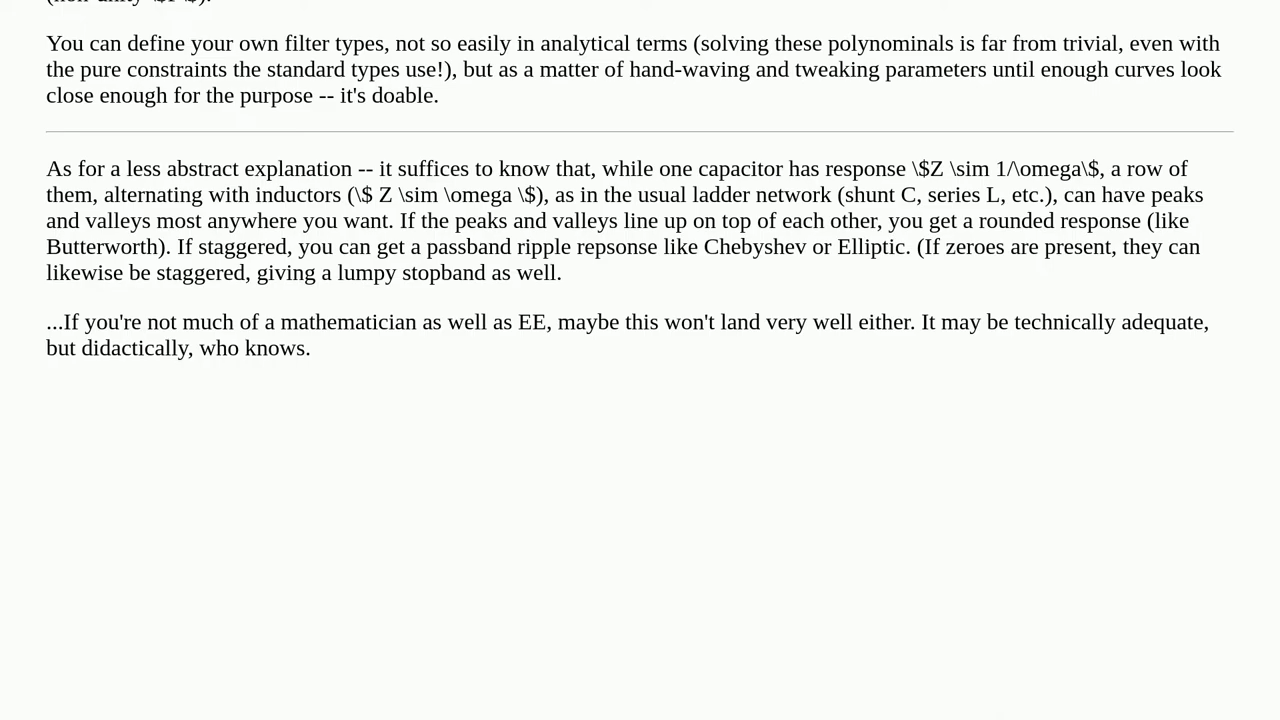 You can define your own filter types, not so easily in analytical terms (solving these polynominals is far from trivial, even with
the pure constraints the standard types use!), but as a matter of hand-waving and tweaking parameters until enough curves look
close enough for the purpose -- it's doable.
As for a less abstract explanation -- it suffices to know that, while one capacitor has response \$Z \sim 1/\omega\$, a row of
them, alternating with inductors (\$ Z \sim \omega \$), as in the usual ladder network (shunt C, series L, etc.), can have peaks
and valleys most anywhere you want. If the peaks and valleys line up on top of each other, you get a rounded response (like
Butterworth). If staggered, you can get a passband ripple repsonse like Chebyshev or Elliptic. (If zeroes are present, they can
likewise be staggered, giving a lumpy stopband as well.
...If you're not much of a mathematician as well as EE, maybe this won't land very well either. It may be technically adequate,
but didactically, who knows.